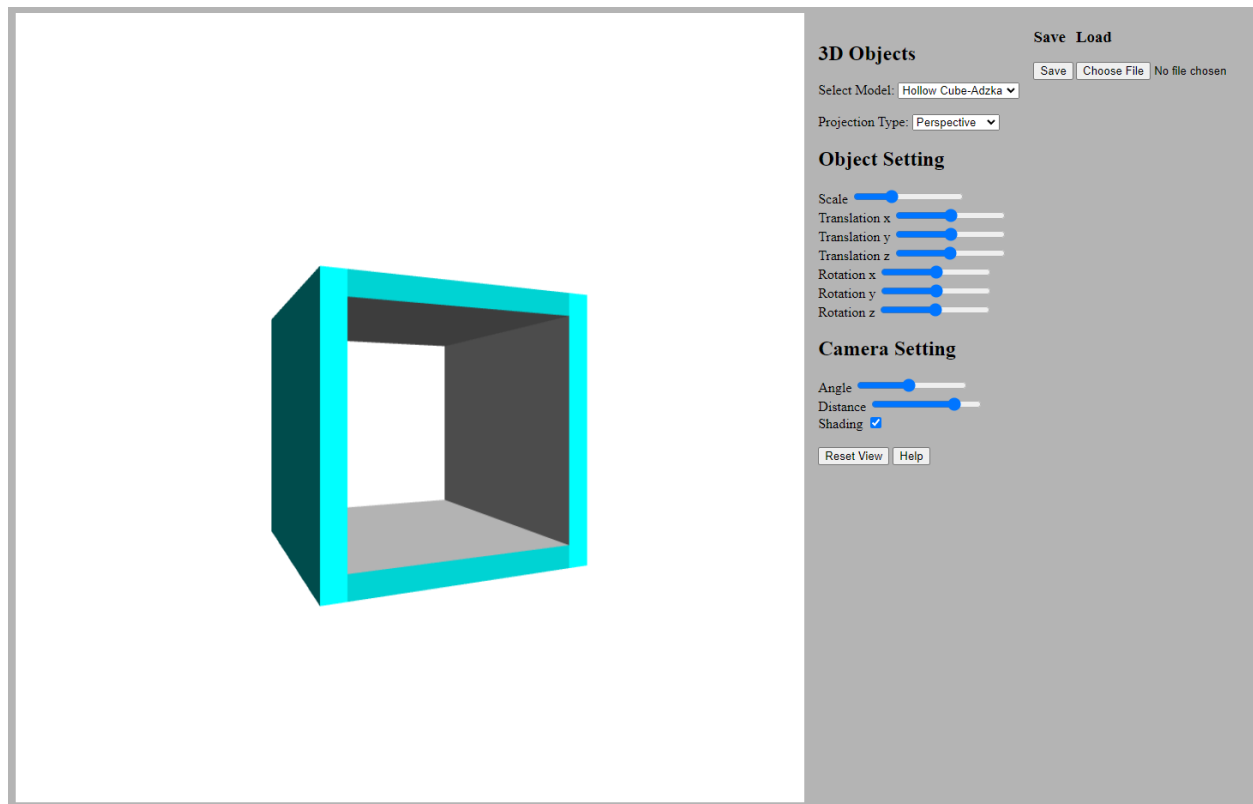 3D Objects
Select Model: Hollow Cube-Adzka
Projection Type: Perspective
Object Setting
Scale
Translation x
Translation y
Translation z
Rotation x
Rotation y
Rotation z
Camera Setting
Angle
Distance
Shading
Reset View Help
Save Load
Save Choose File No file chosen